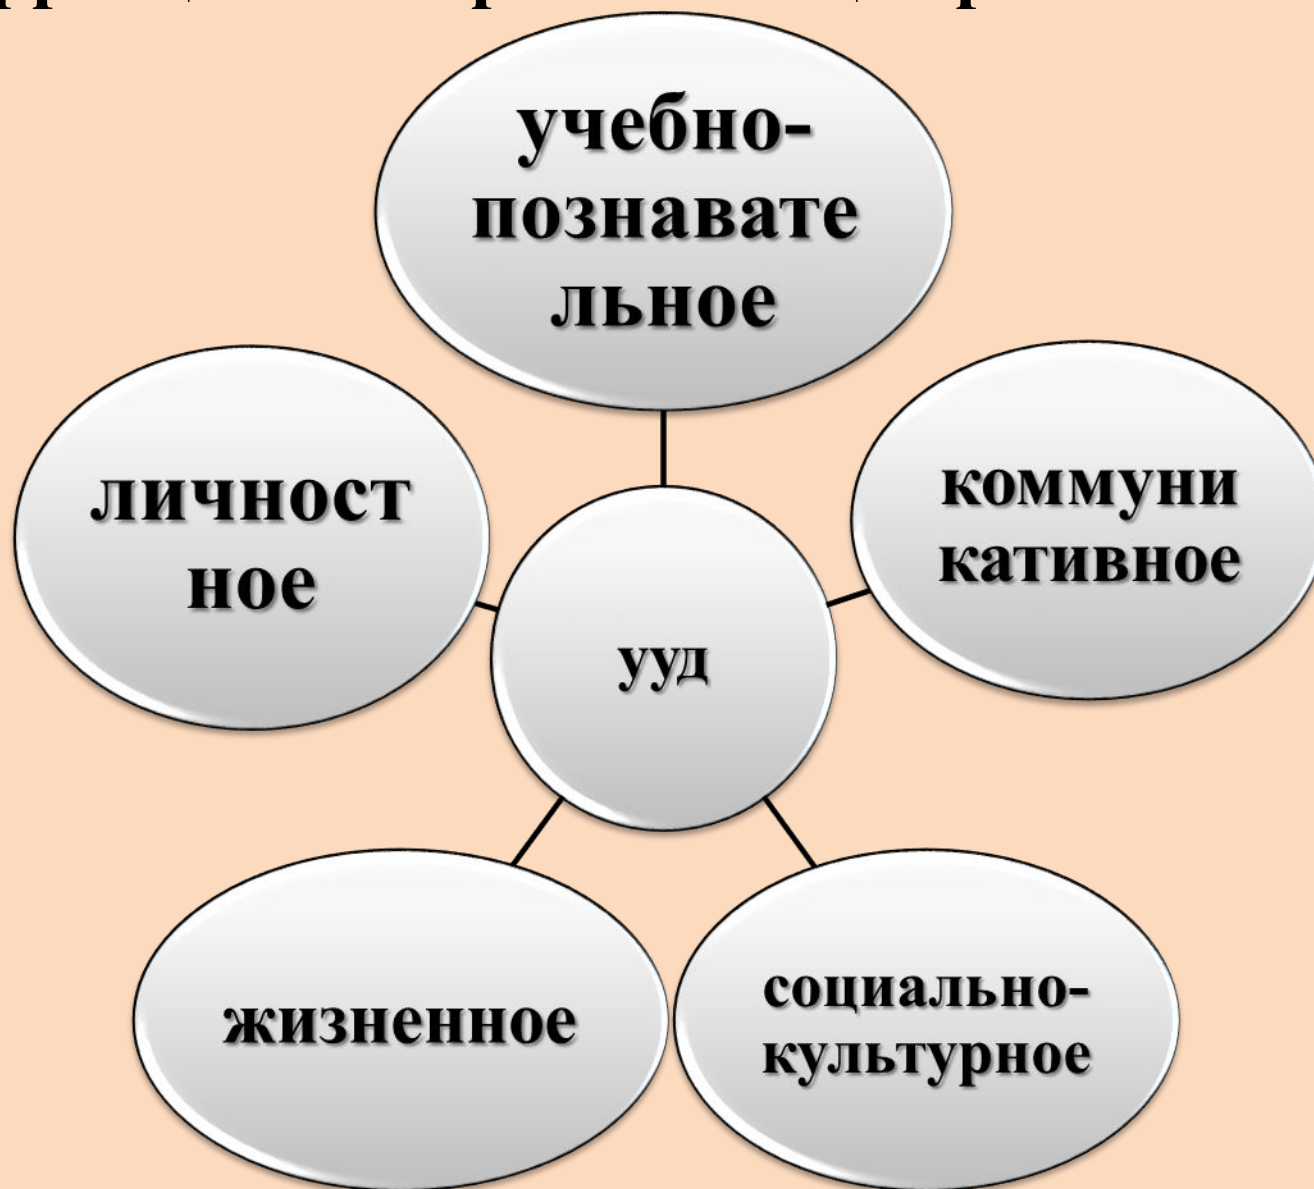 учебно-
познавате
льное
личност
ное
коммуни
кативное
ууд
жизненное
социально-
культурное